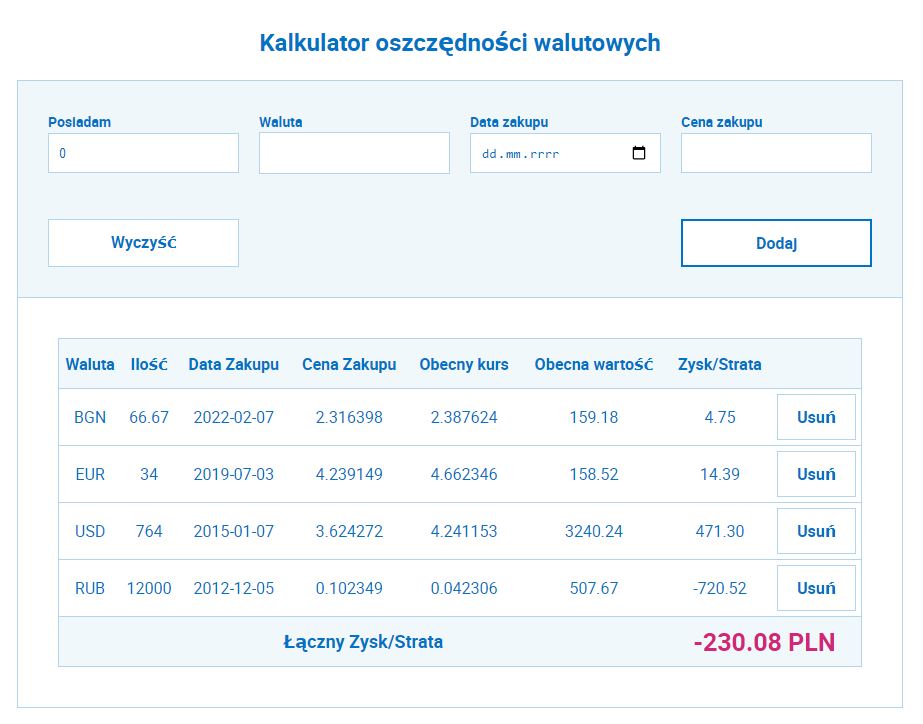 Kalkulator oszczędności walutowych
Posiadam Waluta Data zakupu Cena zakupu
0 dd.mm.rrrr
Wyczyść Dodaj
Waluta Ilość Data Zakupu Cena Zakupu Obecny kurs Obecna wartość Zysk/Strata
BGN 66.67 2022-02-07 2.316398 2.387624 159.18 4.75 Usuń
EUR 34 2019-07-03 4.239149 4.662346 158.52 14.39 Usuń
USD 764 2015-01-07 3.624272 4.241153 3240.24 471.30 Usuń
RUB 12000 2012-12-05 0.102349 0.042306 507.67 -720.52 Usuń
Łączny Zysk/Strata -230.08 PLN